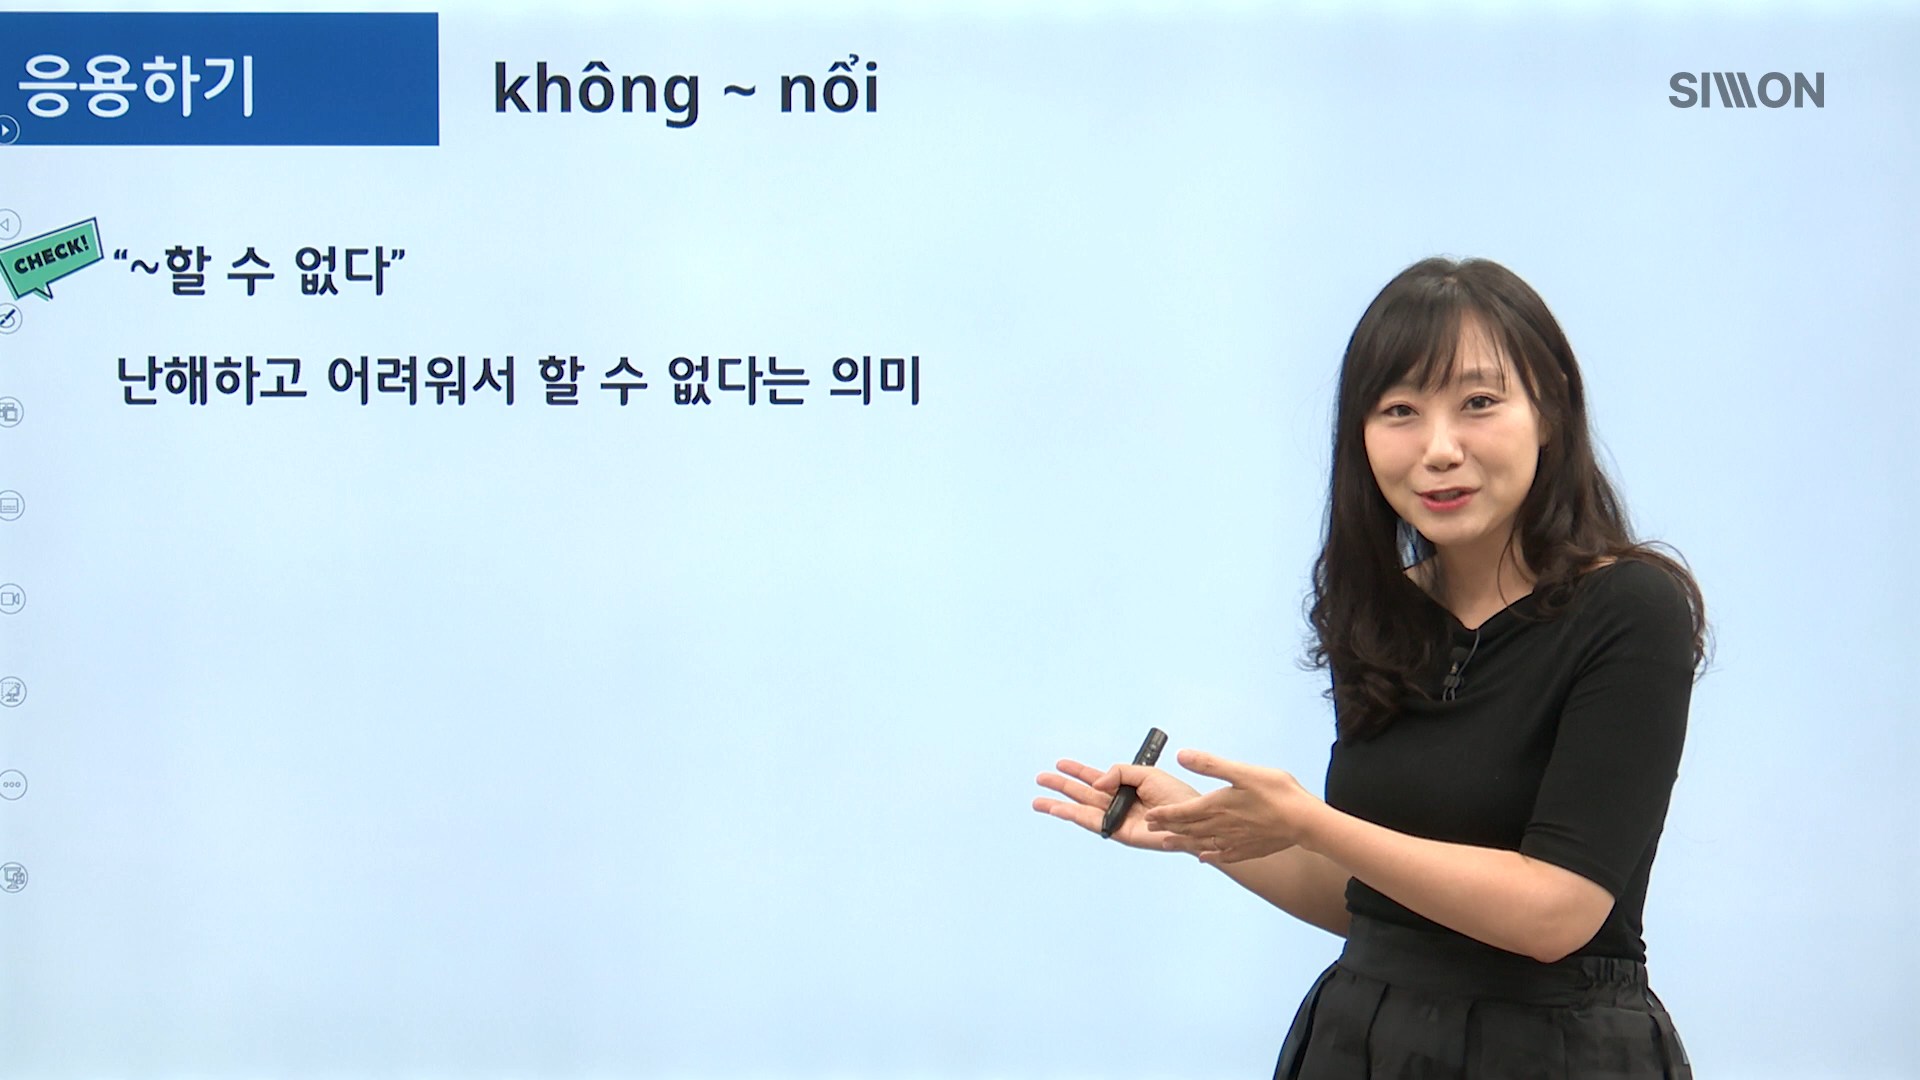 응용하기
không ~ nổi
SIWON
CHECK!
“~할 수 없다”
난해하고 어려워서 할 수 없다는 의미